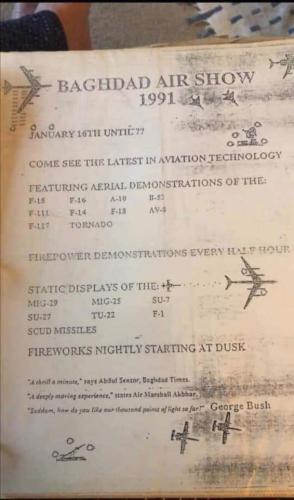 BAGHDAD AIR SHOW
1991
JANUARY 16TH UNTIL??
COME SEE THE LATEST IN AVIATION TECHNOLOGY
FEATURING AERIAL DEMONSTRATIONS OF THE:
F-15 F-16 A-10 B-52
F-111 F-14 F-18 AV-8
F-117 TORNADO
FIREPOWER DEMONSTRATIONS EVERY HALF HOUR
STATIC DISPLAYS OF THE:
MIG-29 MIG-25 SU-7
SU-27 TU-22 F-1
SCUD MISSILES
FIREWORKS NIGHTLY STARTING AT DUSK
"A thrill a minute," says Abdul Senzor, Baghdad Times.
"A deeply moving experience," states Air Marshall Akbbar.
"Saddam, how do you like our thousand points of light so far?" George Bush